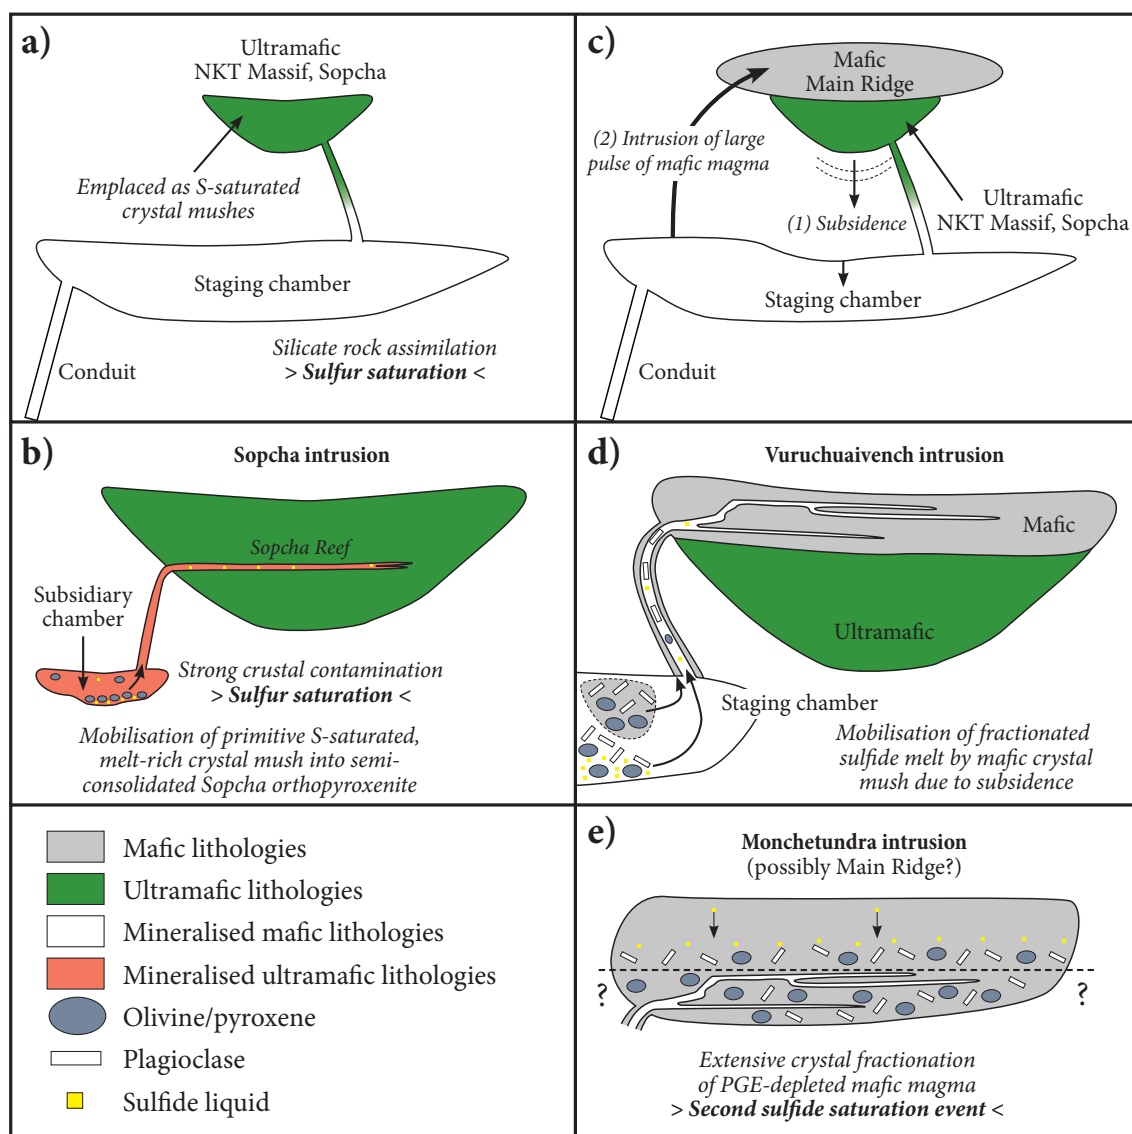 a)
Ultramafic
NKT Massif, Sopcha
Emplaced as S-saturated
crystal mushes
Staging chamber
Conduit
Silicate rock assimilation
> Sulfur saturation <
c)
Mafic
Main Ridge
(2) Intrusion of large
pulse of mafic magma
(1) Subsidence
Ultramafic
NKT Massif, Sopcha
Staging chamber
Conduit
b)
Sopcha intrusion
Sopcha Reef
Subsidiary
chamber
Strong crustal contamination
> Sulfur saturation <
Mobilisation of primitive S-saturated,
melt-rich crystal mush into semi-
consolidated Sopcha orthopyroxenite
d)
Vuruchuaivench intrusion
Mafic
Ultramafic
Staging chamber
Mobilisation of fractionated
sulfide melt by mafic crystal
mush due to subsidence
Mafic lithologies
Ultramafic lithologies
Mineralised mafic lithologies
Mineralised ultramafic lithologies
Olivine/pyroxene
Plagioclase
Sulfide liquid
e)
Monchetundra intrusion
(possibly Main Ridge?)
?
?
Extensive crystal fractionation
of PGE-depleted mafic magma
> Second sulfide saturation event <